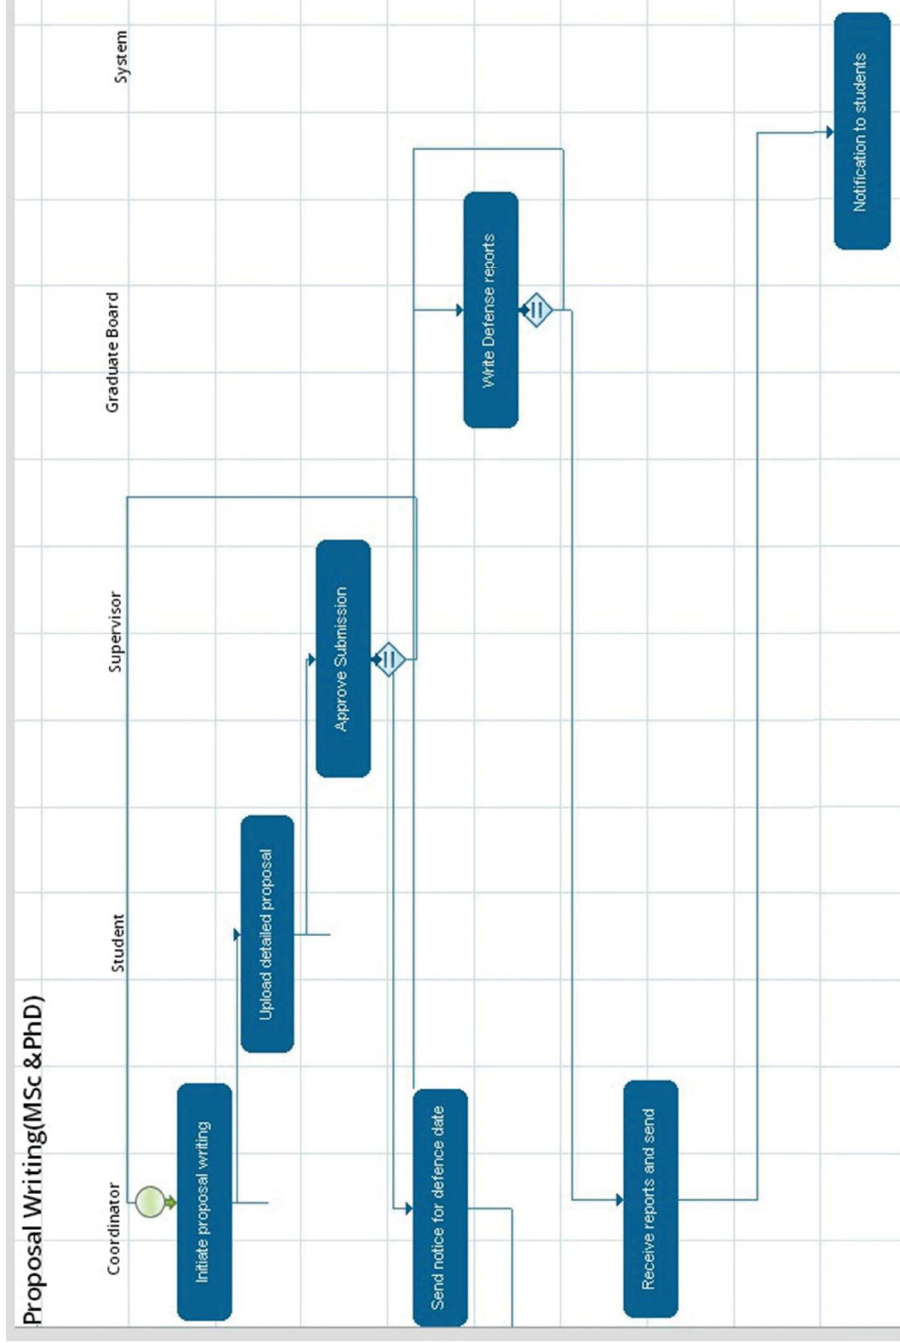 Proposal Writing(MSc &PhD)
Coordinator
Student
Supervisor
Graduate Board
System
Initiate proposal writing
Upload detailed proposal
Approve Submission
Send notice for defence date
Write Defense reports
Receive reports and send
Notification to students